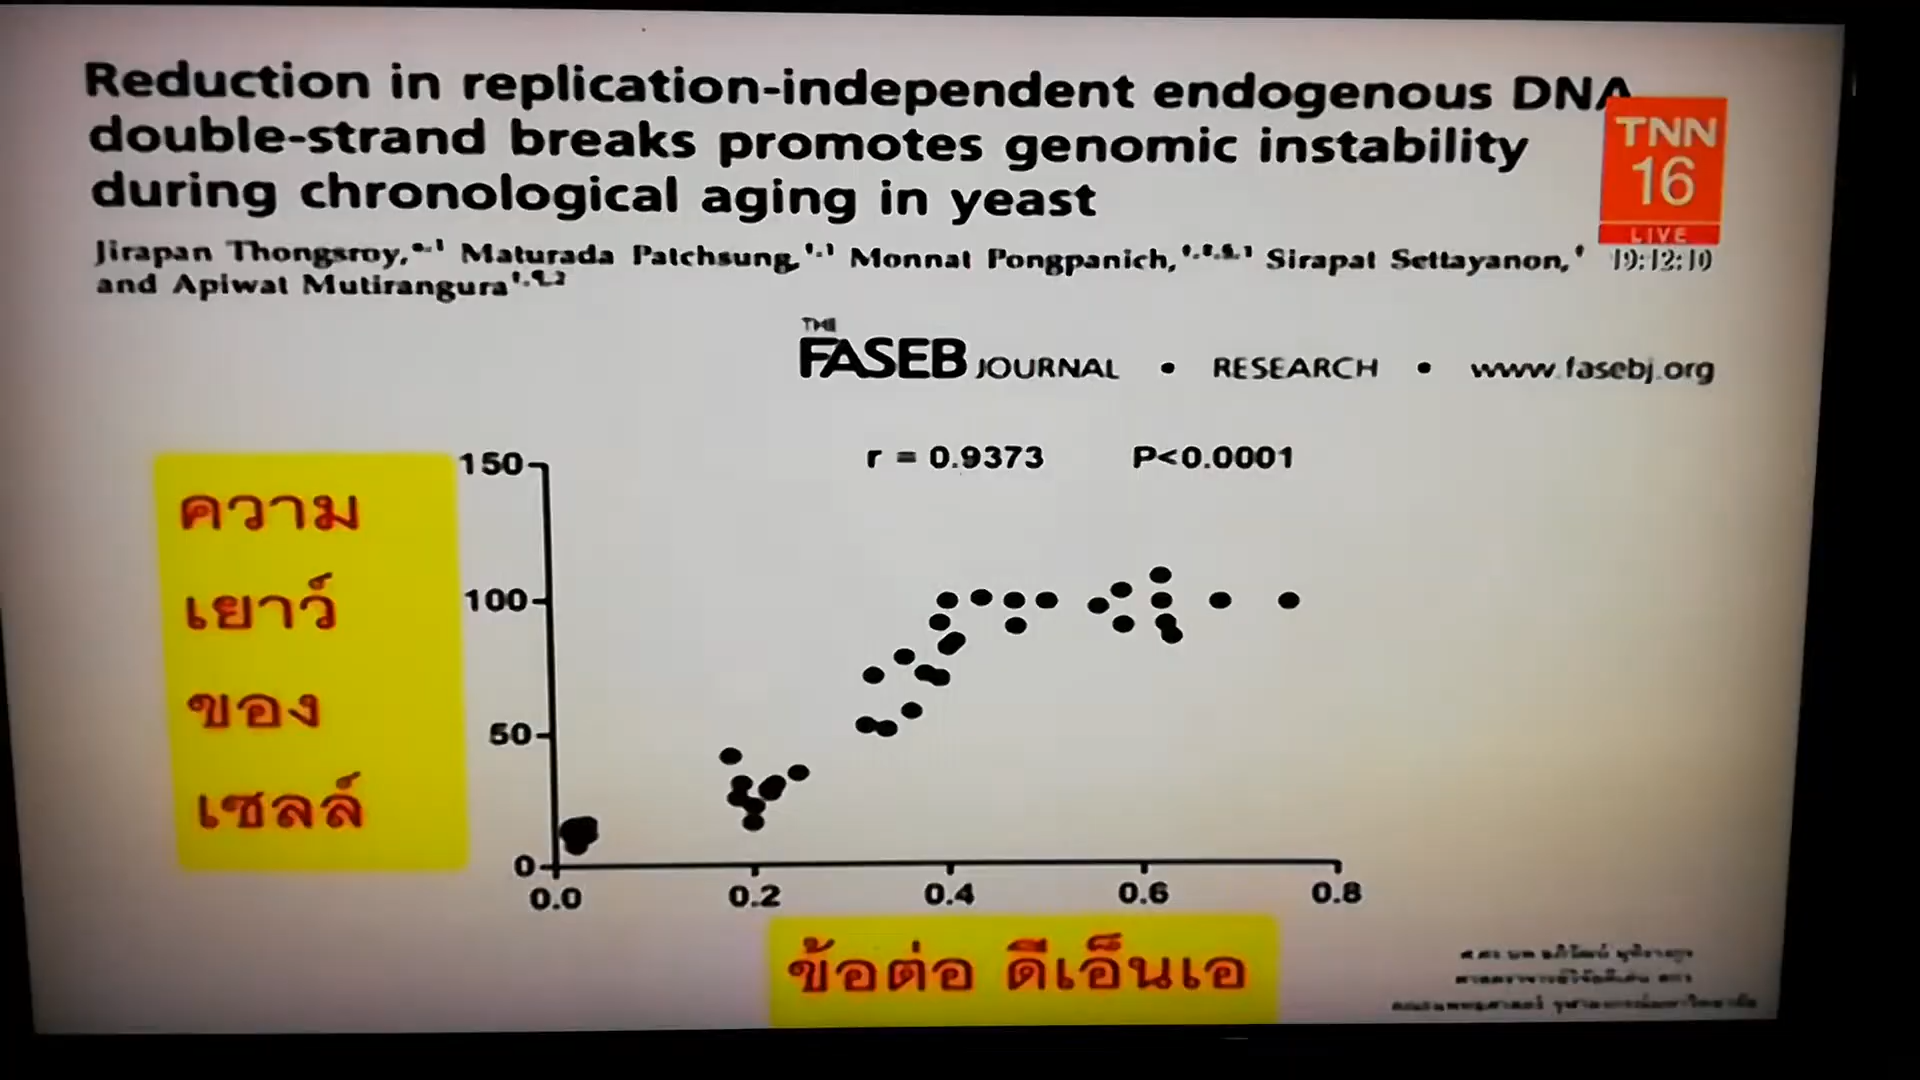 Reduction in replication-independent endogenous DNA
double-strand breaks promotes genomic instability
during chronological aging in yeast
TNN
16
LIVE
19:12:10
Jirapan Thongsroy, Maturada Patchsung, Monnat Pongpanich, Sirapat Settayanon,
and Apiwat Mutirangura
THE
FASEB JOURNAL • RESEARCH • www.fasebj.org
r = 0.9373 P<0.0001
150
100
50
0
ความ
เยาว์
ของ
เซลล์
0.0 0.2 0.4 0.6 0.8
ข้อต่อ ดีเอ็นเอ